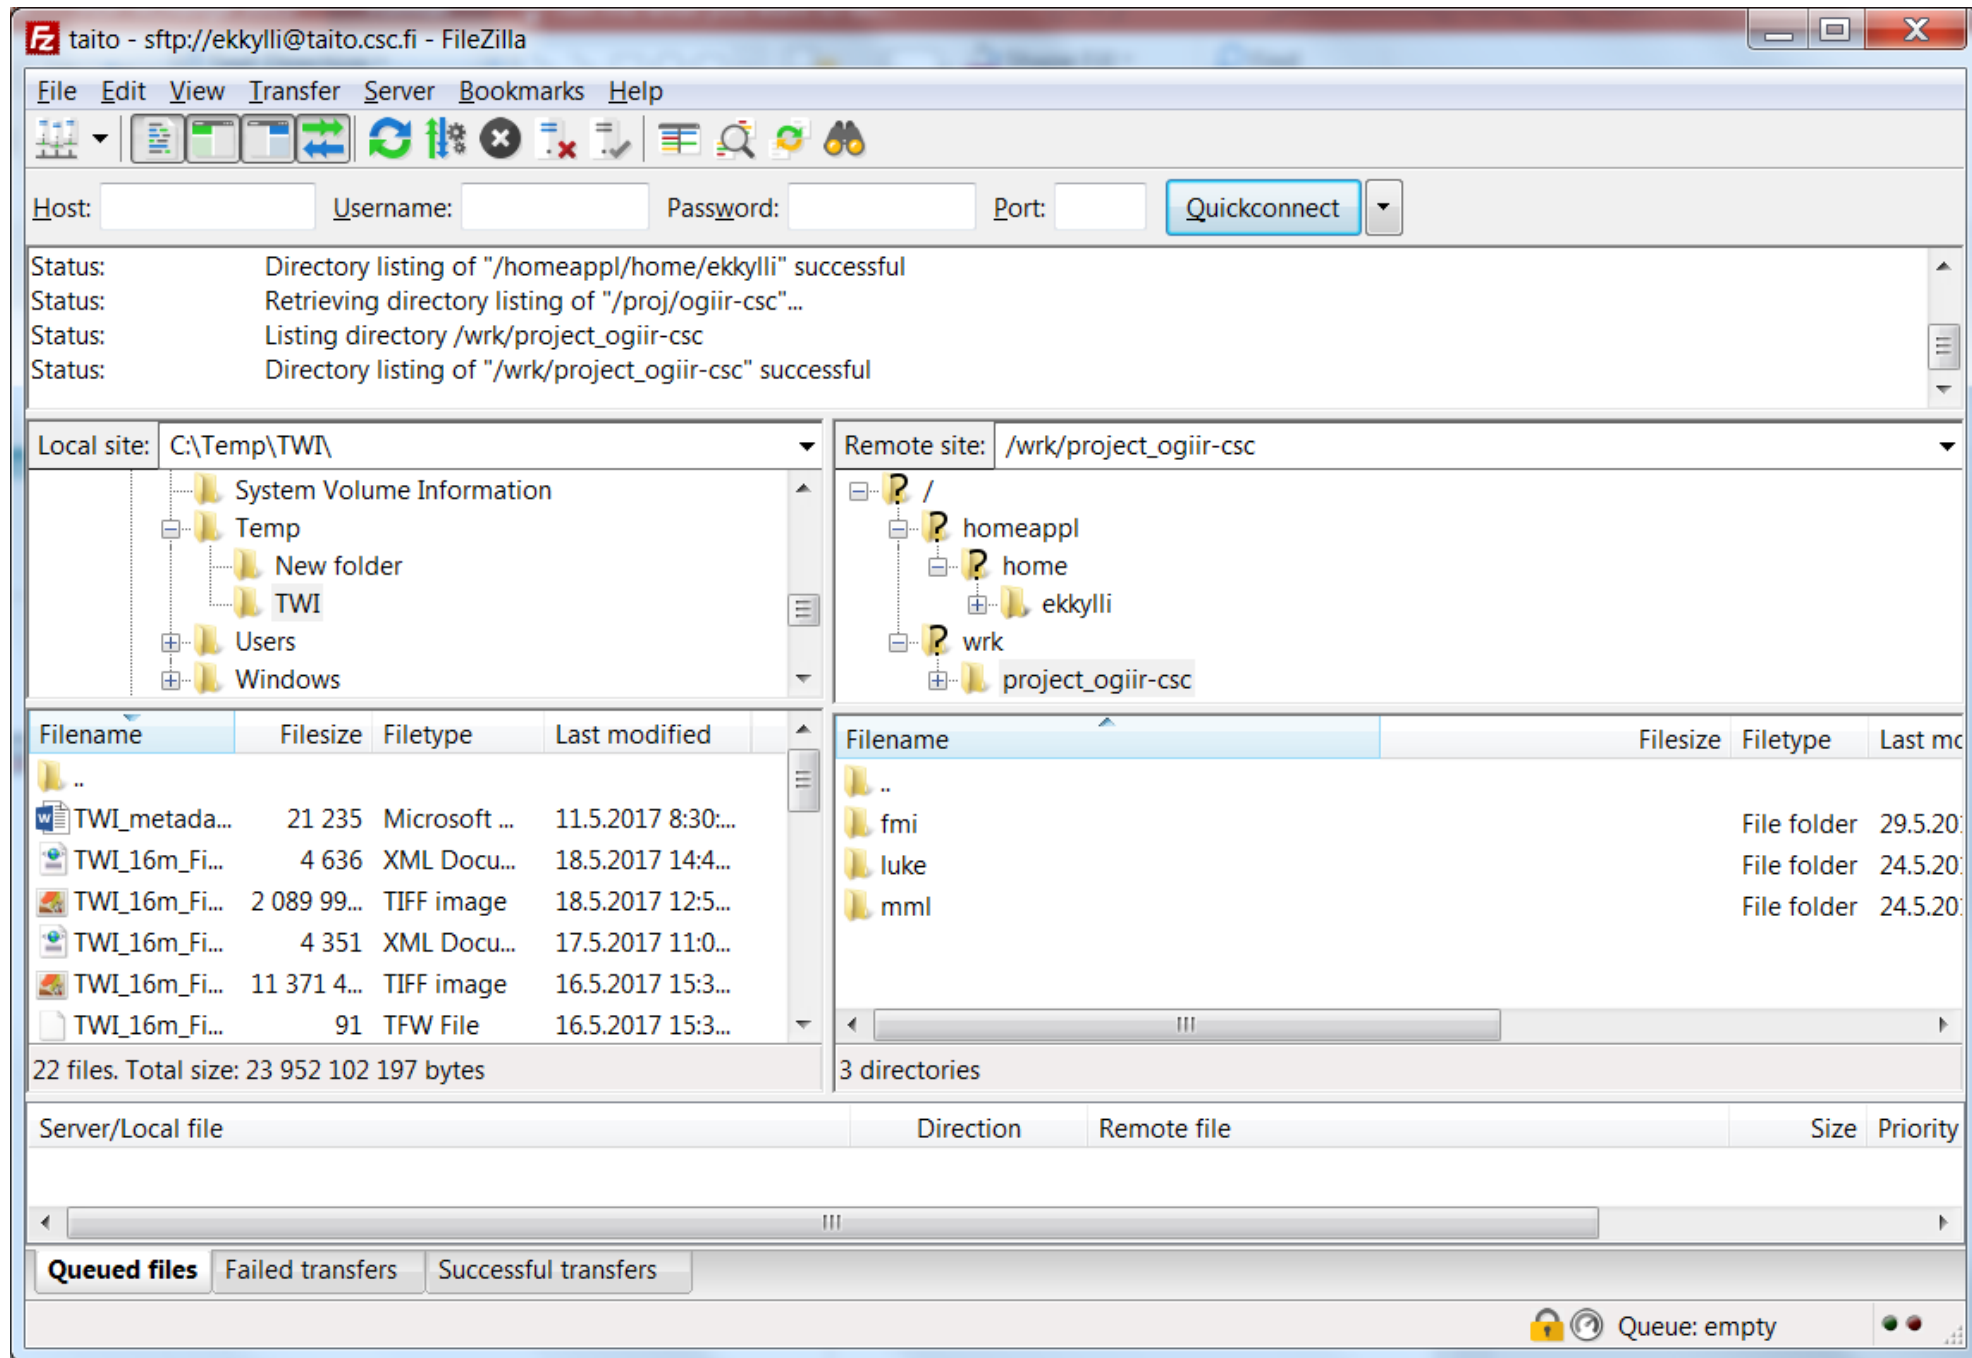 taito - sftp://ekkylli@taito.csc.fi - FileZilla
File Edit View Transfer Server Bookmarks Help
Host: Username: Password: Port: Quickconnect
Status: Directory listing of "/homeappl/home/ekkylli" successful
Status: Retrieving directory listing of "/proj/ogiir-csc"...
Status: Listing directory /wrk/project_ogiir-csc
Status: Directory listing of "/wrk/project_ogiir-csc" successful
Local site: C:\Temp\TWI\
System Volume Information
Temp
New folder
TWI
Users
Windows
Remote site: /wrk/project_ogiir-csc
/
homeappl
home
ekkylli
wrk
project_ogiir-csc
Filename Filesize Filetype Last modified
..
TWI_metada... 21 235 Microsoft ... 11.5.2017 8:30:...
TWI_16m_Fi... 4 636 XML Docu... 18.5.2017 14:4...
TWI_16m_Fi... 2 089 99... TIFF image 18.5.2017 12:5...
TWI_16m_Fi... 4 351 XML Docu... 17.5.2017 11:0...
TWI_16m_Fi... 11 371 4... TIFF image 16.5.2017 15:3...
TWI_16m_Fi... 91 TFW File 16.5.2017 15:3...
22 files. Total size: 23 952 102 197 bytes
Filename Filesize Filetype Last mo
..
fmi File folder 29.5.20
luke File folder 24.5.20
mml File folder 24.5.20
3 directories
Server/Local file Direction Remote file Size Priority
Queued files Failed transfers Successful transfers
Queue: empty